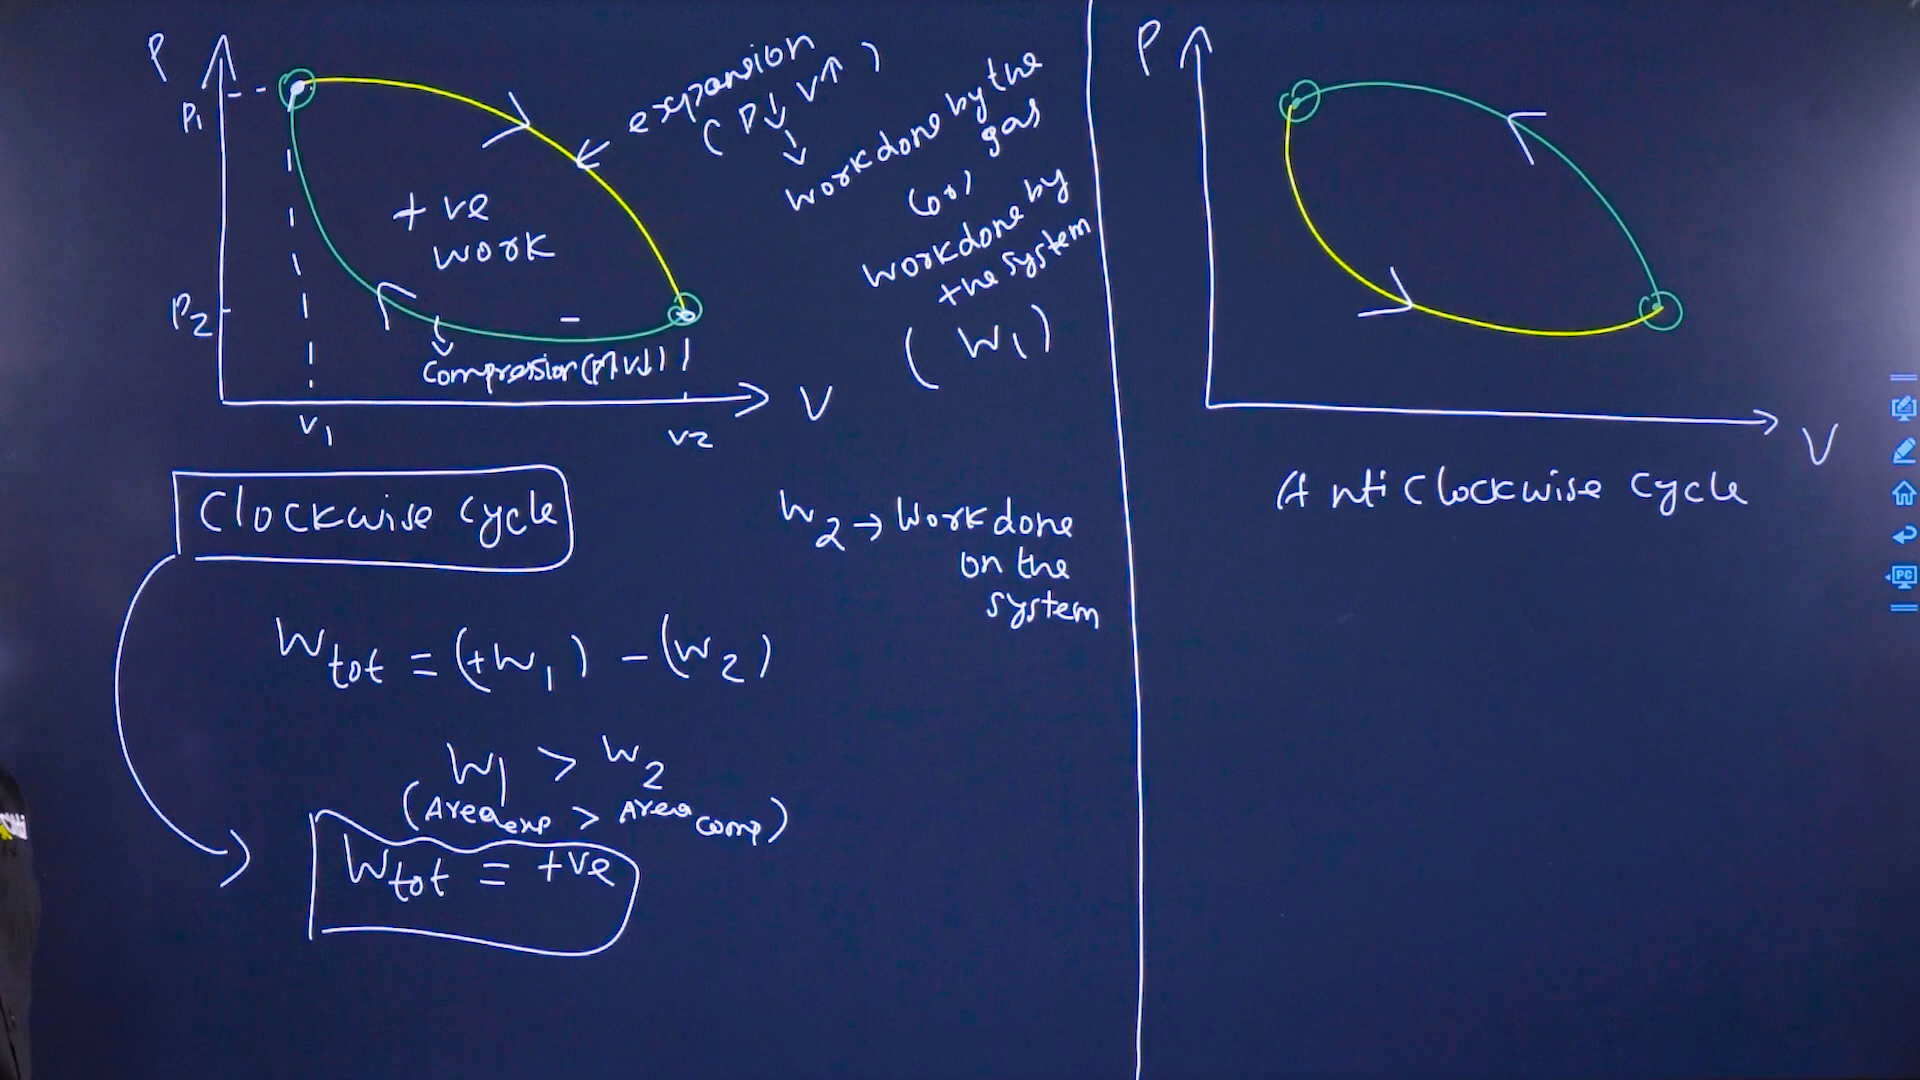 P
P1
expansion
( P↓ V↑ )
workdone by the
gas
(or)
workdone by
the system
( W1 )
+ve
work
P2
−
Compression(P↑V↓)
V
V1
V2
Clockwise cycle
W2 → Workdone
on the
system
Wtot = (+W1) − (W2)
W1 > W2
(Areaexp > Areacomp)
Wtot = +ve
P
V
Anticlockwise cycle
PC